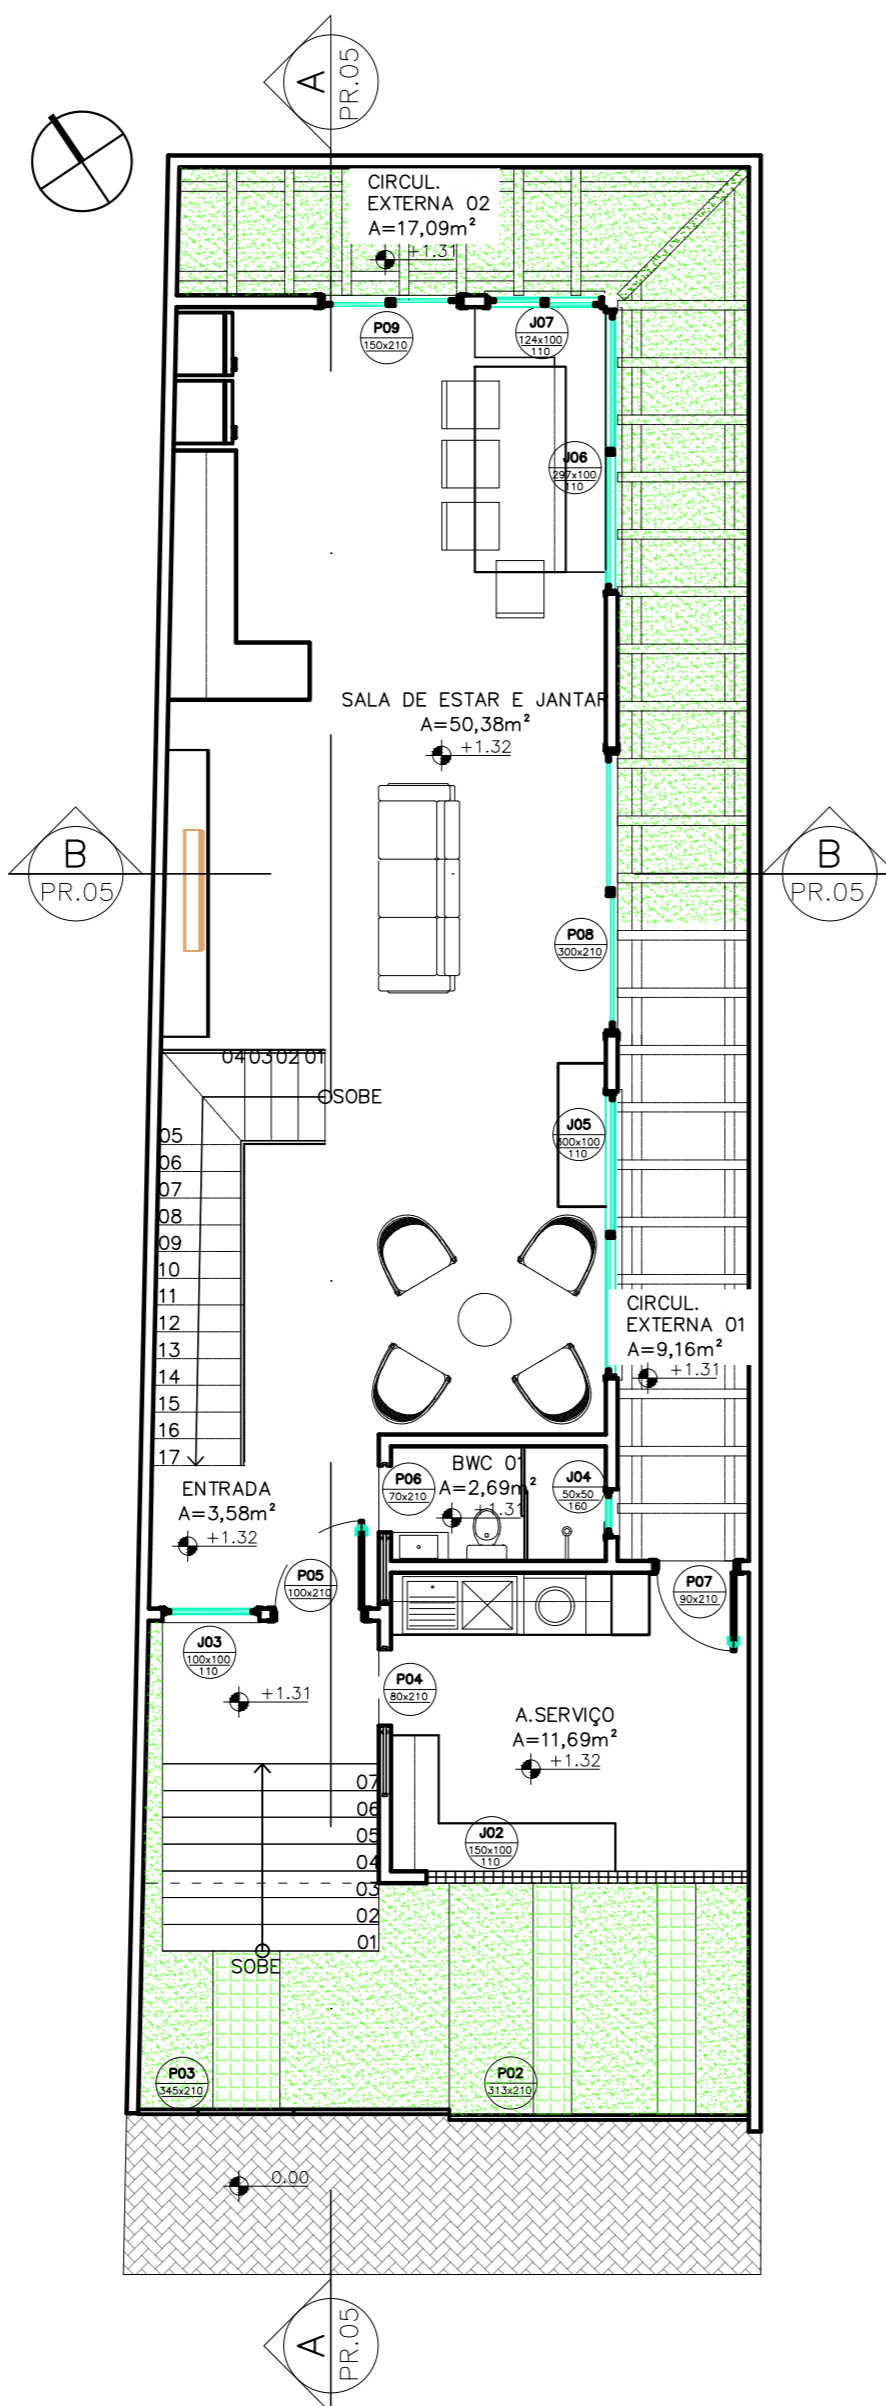 A
PR.05
CIRCUL.
EXTERNA 02
A=17,09m²
+1.31
P09
150x210
J07
124x100
110
J06
297x100
110
SALA DE ESTAR E JANTAR
A=50,38m²
+1.32
B
PR.05
B
PR.05
P08
300x210
04 03 02 01
SOBE
J05
300x100
110
05
06
07
08
09
10
11
12
13
14
15
16
17
CIRCUL.
EXTERNA 01
A=9,16m²
+1.31
ENTRADA
A=3,58m²
+1.32
P06
70x210
BWC 01
A=2,69m²
+1.31
J04
50x50
160
P05
100x210
P07
90x210
J03
100x100
110
+1.31
P04
80x210
A.SERVIÇO
A=11,69m²
+1.32
07
06
05
04
03
02
01
SOBE
J02
150x100
110
P03
345x210
P02
313x210
0.00
A
PR.05